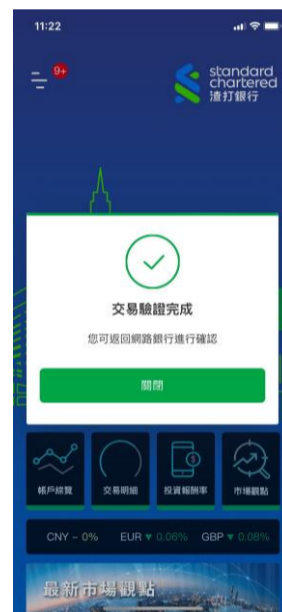 11:22
9+
standard
chartered
渣打銀行
交易驗證完成
您可返回網路銀行進行確認
關閉
帳戶綜覽
交易明細
投資報酬率
市場觀點
CNY – 0%
EUR ▼ 0.06%
GBP ▼ 0.08%
最新市場觀點